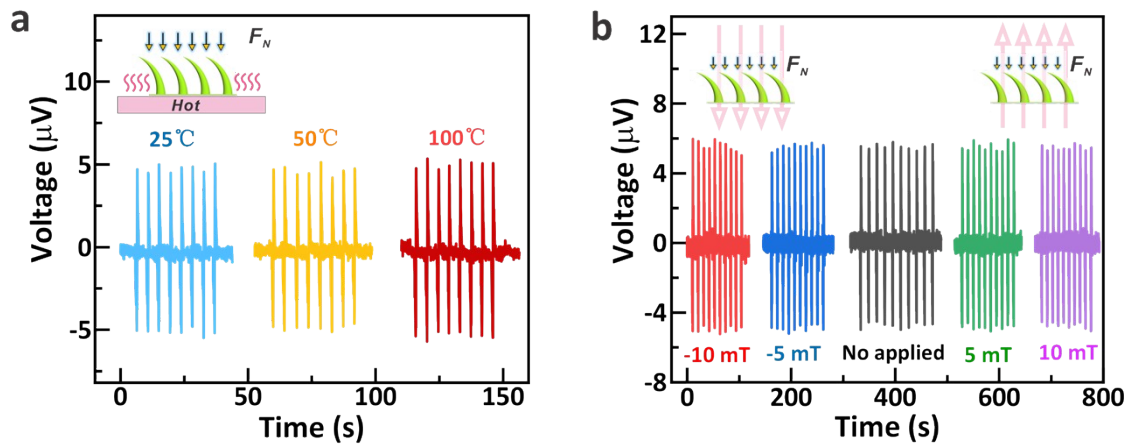 a
F_N
Hot
25℃ 50℃ 100℃
10
5
0
-5
Voltage (μV)
0 50 100 150
Time (s)
b
F_N
F_N
12
8
4
0
-4
-8
Voltage (μV)
-10 mT -5 mT No applied 5 mT 10 mT
0 200 400 600 800
Time (s)